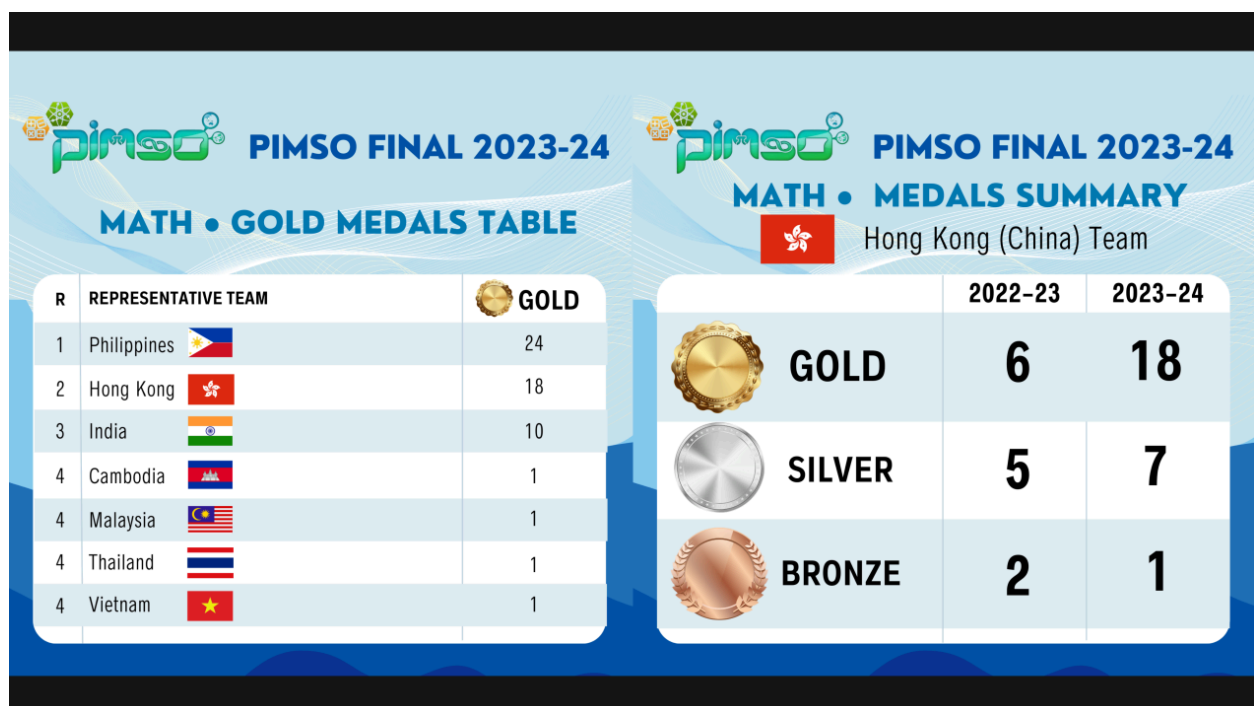 pimso PIMSO FINAL 2023-24
MATH • GOLD MEDALS TABLE
R REPRESENTATIVE TEAM GOLD
1 Philippines 24
2 Hong Kong 18
3 India 10
4 Cambodia 1
4 Malaysia 1
4 Thailand 1
4 Vietnam 1
pimso PIMSO FINAL 2023-24
MATH • MEDALS SUMMARY
Hong Kong (China) Team
2022-23 2023-24
GOLD 6 18
SILVER 5 7
BRONZE 2 1